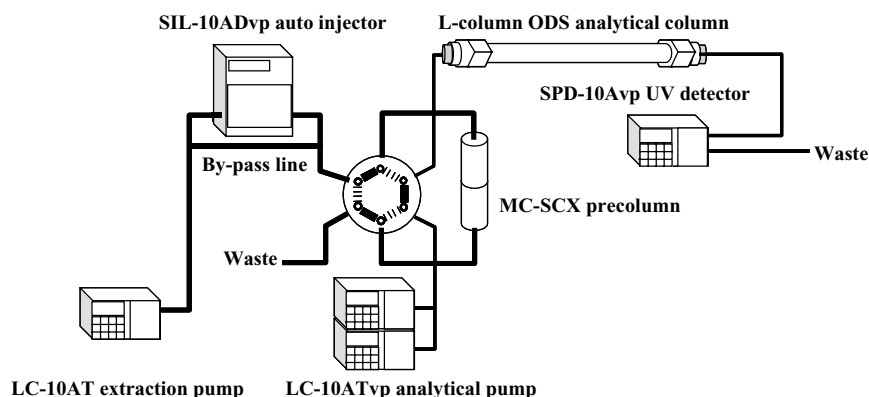 SIL-10ADvp auto injector
L-column ODS analytical column
SPD-10Avp UV detector
Waste
By-pass line
MC-SCX precolumn
Waste
LC-10AT extraction pump
LC-10ATvp analytical pump